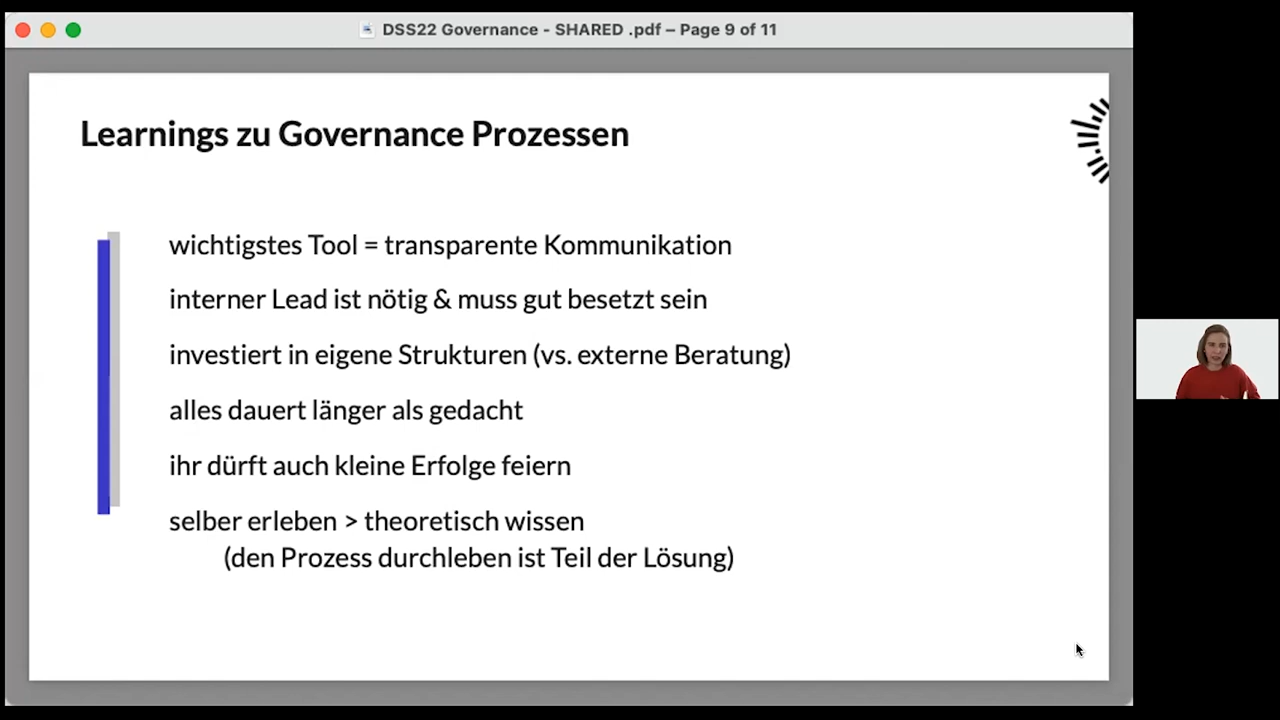 DSS22 Governance - SHARED .pdf – Page 9 of 11
Learnings zu Governance Prozessen
wichtigstes Tool = transparente Kommunikation
interner Lead ist nötig & muss gut besetzt sein
investiert in eigene Strukturen (vs. externe Beratung)
alles dauert länger als gedacht
ihr dürft auch kleine Erfolge feiern
selber erleben > theoretisch wissen
(den Prozess durchleben ist Teil der Lösung)